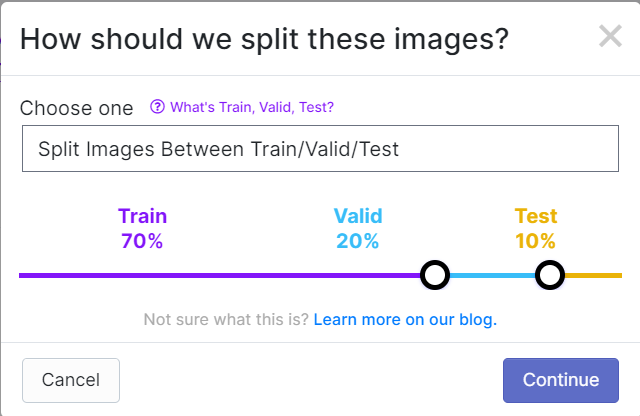 How should we split these images?
Choose one What's Train, Valid, Test?
Split Images Between Train/Valid/Test
Train Valid Test
70% 20% 10%
Not sure what this is? Learn more on our blog.
Cancel Continue